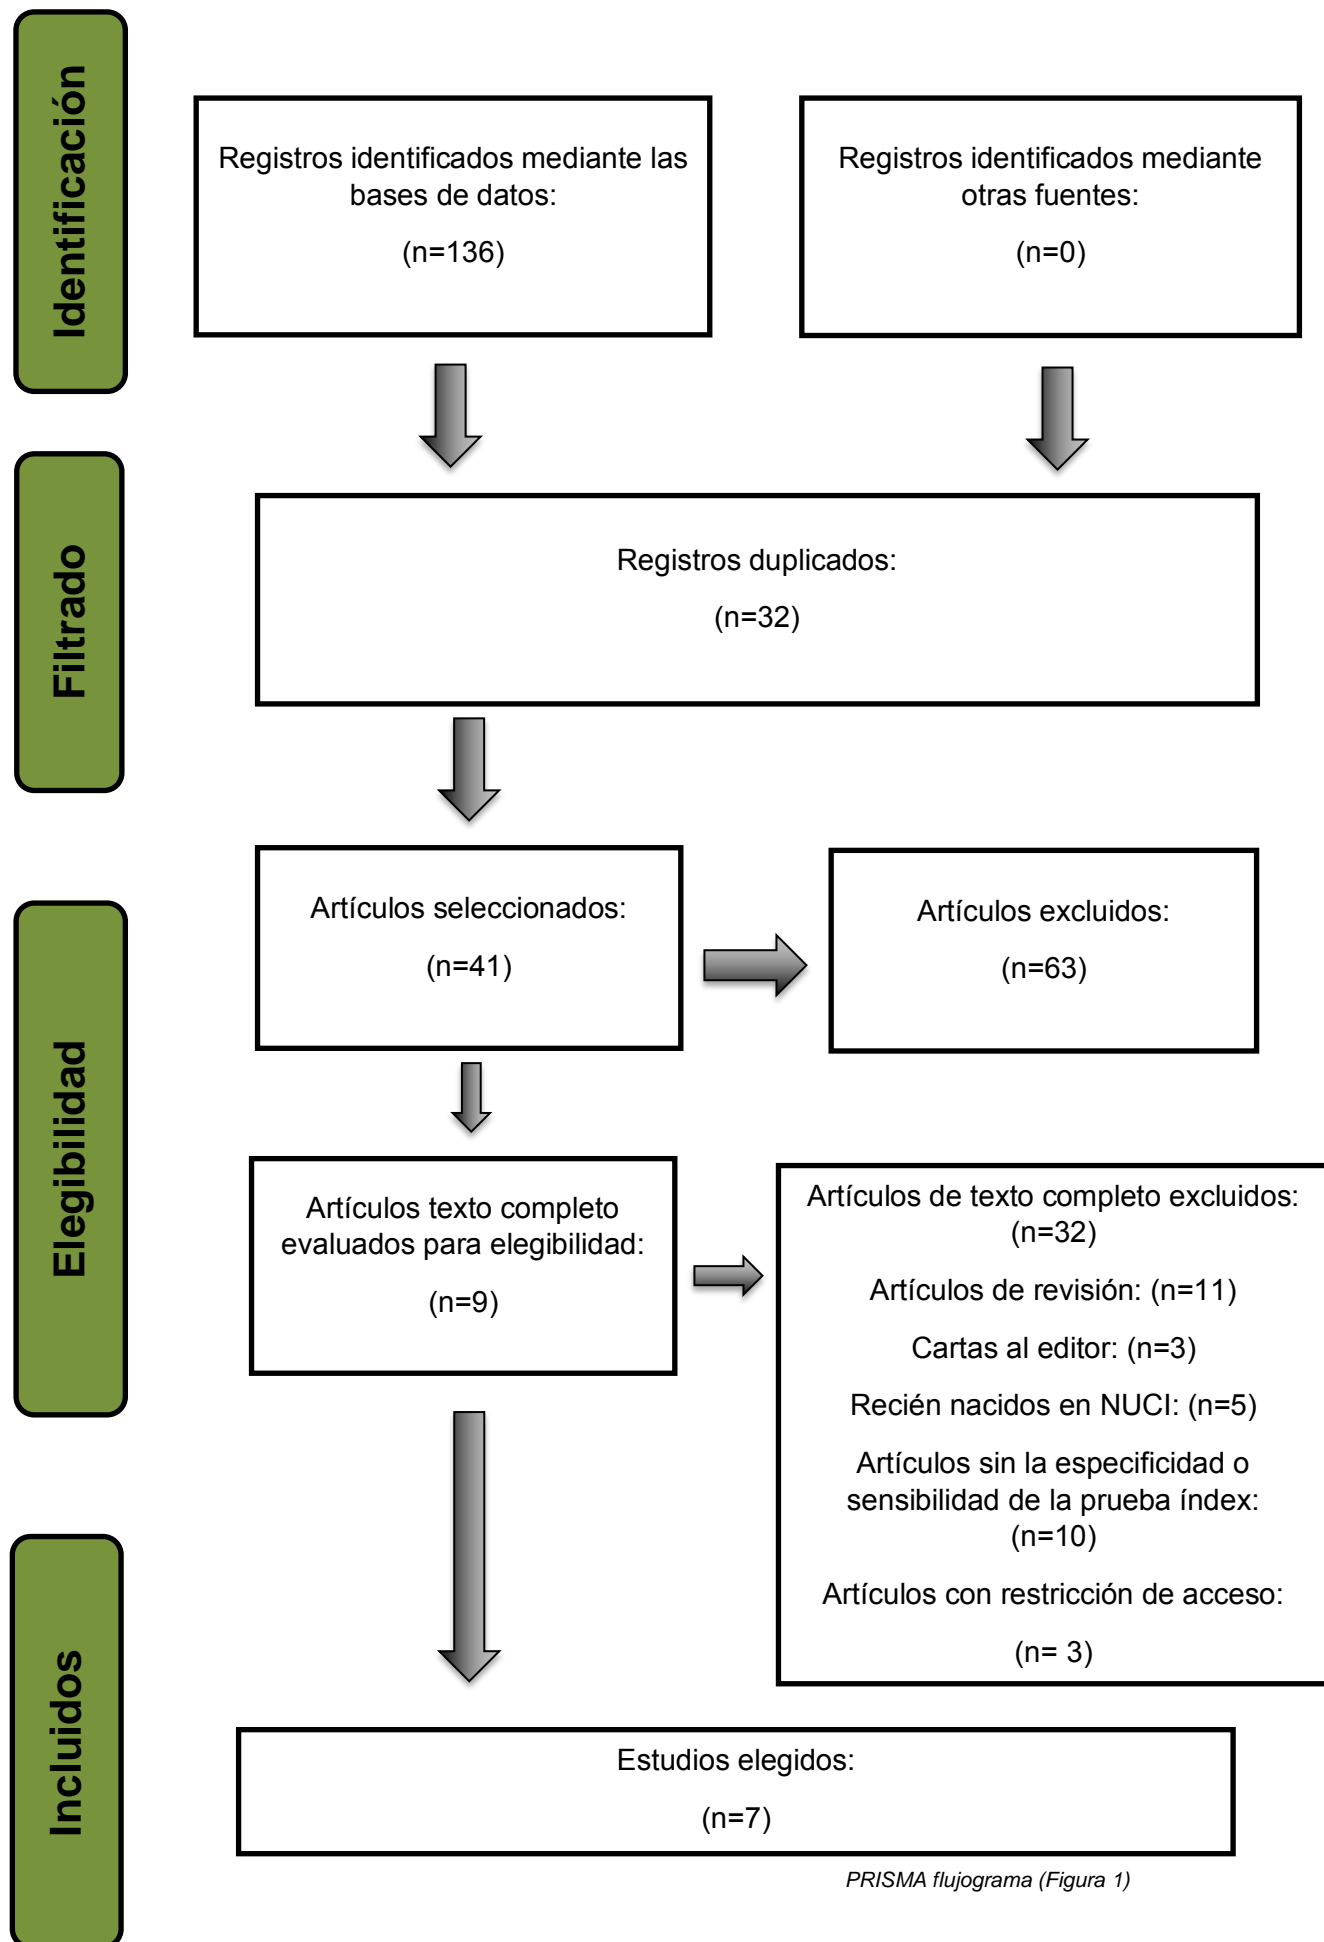 Identificación
Registros identificados mediante las
bases de datos:
(n=136)
Registros identificados mediante
otras fuentes:
(n=0)
Filtrado
Registros duplicados:
(n=32)
Elegibilidad
Artículos seleccionados:
(n=41)
Artículos excluidos:
(n=63)
Artículos texto completo
evaluados para elegibilidad:
(n=9)
Artículos de texto completo excluidos:
(n=32)
Artículos de revisión: (n=11)
Cartas al editor: (n=3)
Recién nacidos en NUCI: (n=5)
Artículos sin la especificidad o
sensibilidad de la prueba índex:
(n=10)
Artículos con restricción de acceso:
(n= 3)
Incluidos
Estudios elegidos:
(n=7)
PRISMA flujograma (Figura 1)